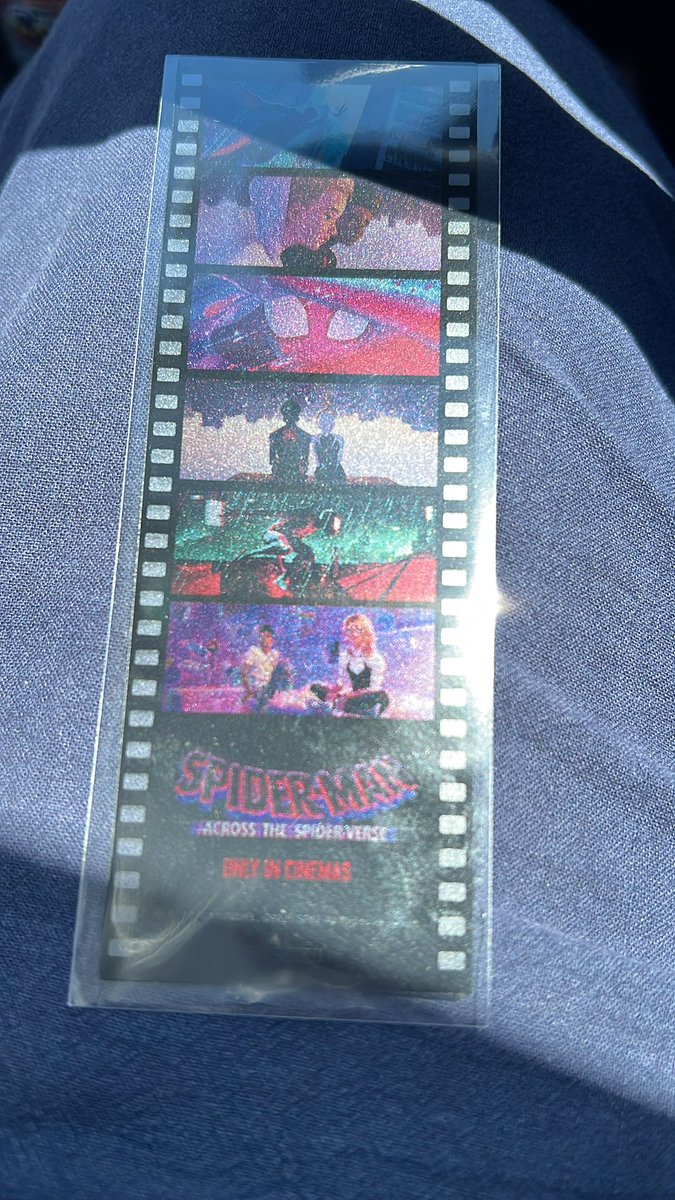 SPIDER-MAN
ACROSS THE SPIDER-VERSE
ONLY IN CINEMAS